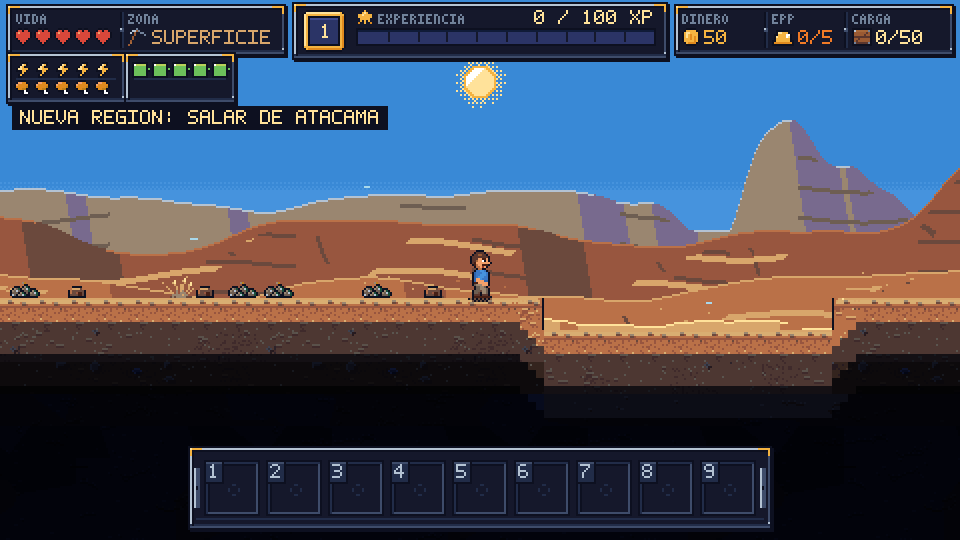 VIDA
ZONA
SUPERFICIE
1
EXPERIENCIA
0 / 100 XP
DINERO
EPP
CARGA
50
0/5
0/50
NUEVA REGION: SALAR DE ATACAMA
1 2 3 4 5 6 7 8 9